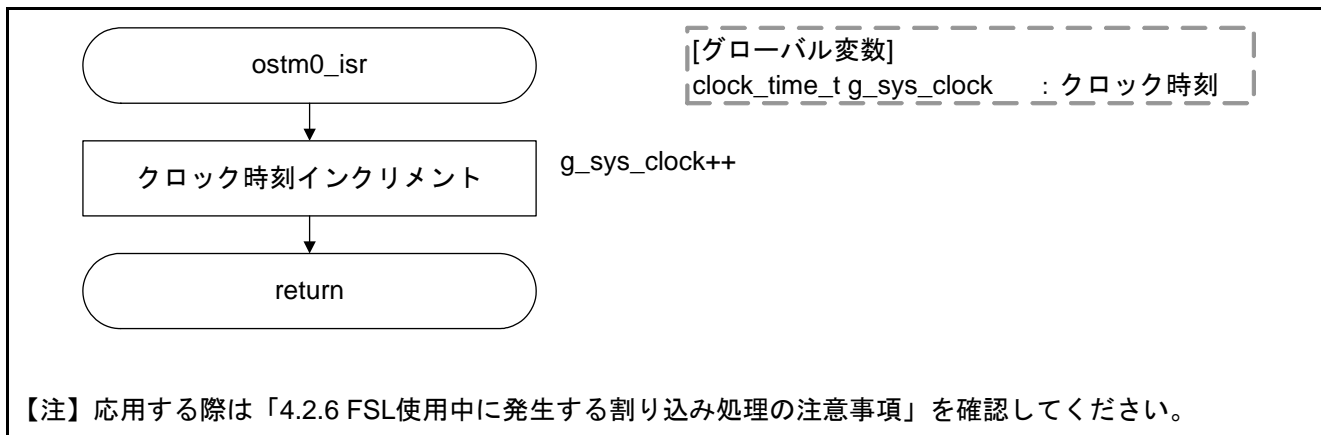 ostm0_isr
[グローバル変数]
clock_time_t g_sys_clock : クロック時刻
クロック時刻インクリメント
g_sys_clock++
return
【注】応用する際は「4.2.6 FSL使用中に発生する割り込み処理の注意事項」を確認してください。